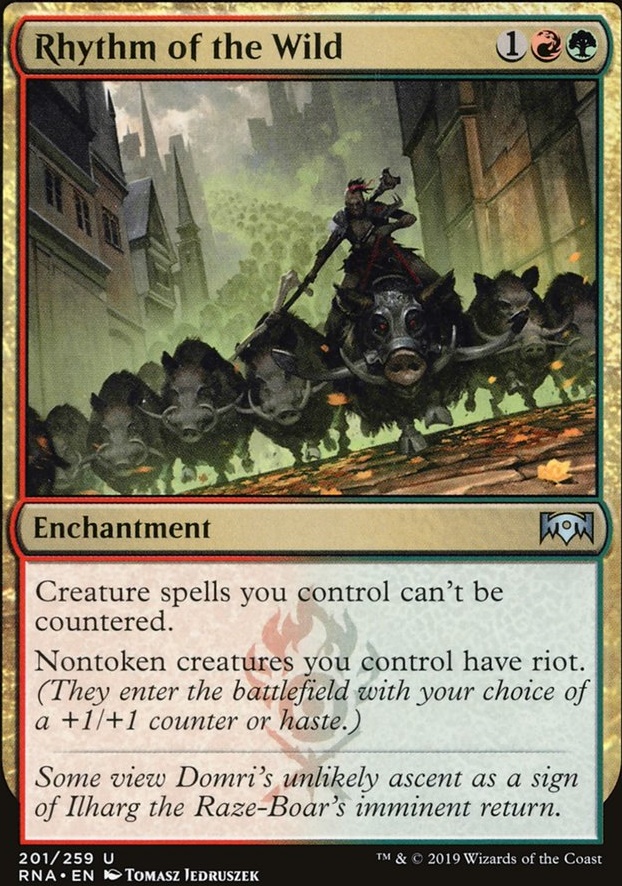 Rhythm of the Wild 1
Enchantment
Creature spells you control can't be
countered.
Nontoken creatures you control have riot.
(They enter the battlefield with your choice of
a +1/+1 counter or haste.)
Some view Domri's unlikely ascent as a sign
of Ilharg the Raze-Boar's imminent return.
201/259 U
RNA • EN Tomasz Jedruszek
™ & © 2019 Wizards of the Coast